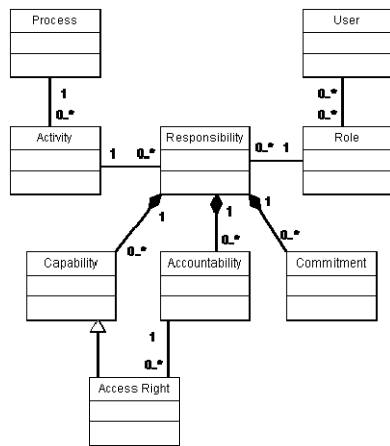 Process
User
1
0..*
0..*
0..*
Activity
Responsibility
Role
1
0..*
0..*
1
1
1
1
0..*
0..*
0..*
Capability
Accountability
Commitment
1
0..*
Access Right